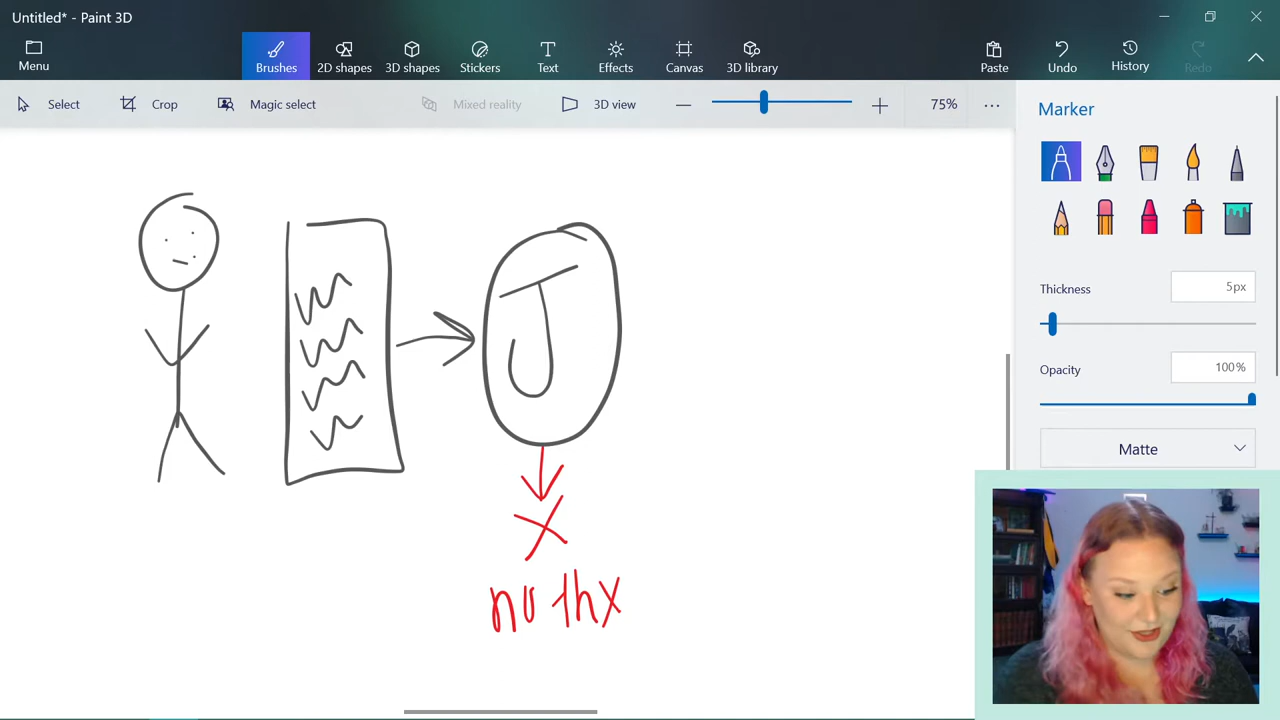 Untitled* - Paint 3D
Menu
Brushes
2D shapes
3D shapes
Stickers
Text
Effects
Canvas
3D library
Paste
Undo
History
Redo
Select
Crop
Magic select
Mixed reality
3D view
75%
Marker
Thickness
5px
Opacity
100%
Matte
J
X
no thx